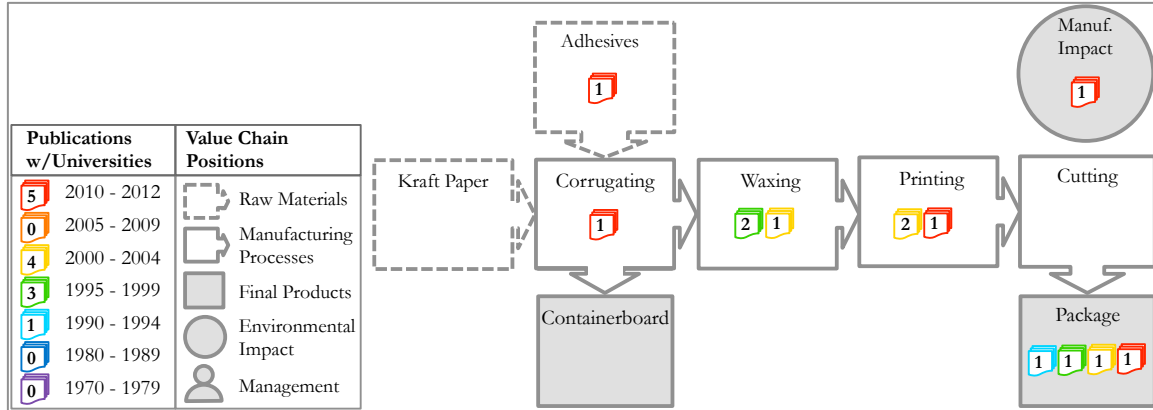 Adhesives
1
Manuf.
Impact
1
Publications
w/Universities
Value Chain
Positions
5 2010 - 2012
0 2005 - 2009
4 2000 - 2004
3 1995 - 1999
1 1990 - 1994
0 1980 - 1989
0 1970 - 1979
Raw Materials
Manufacturing
Processes
Final Products
Environmental
Impact
Management
Kraft Paper
Corrugating
1
Waxing
2 1
Printing
2 1
Cutting
Containerboard
Package
1 1 1 1